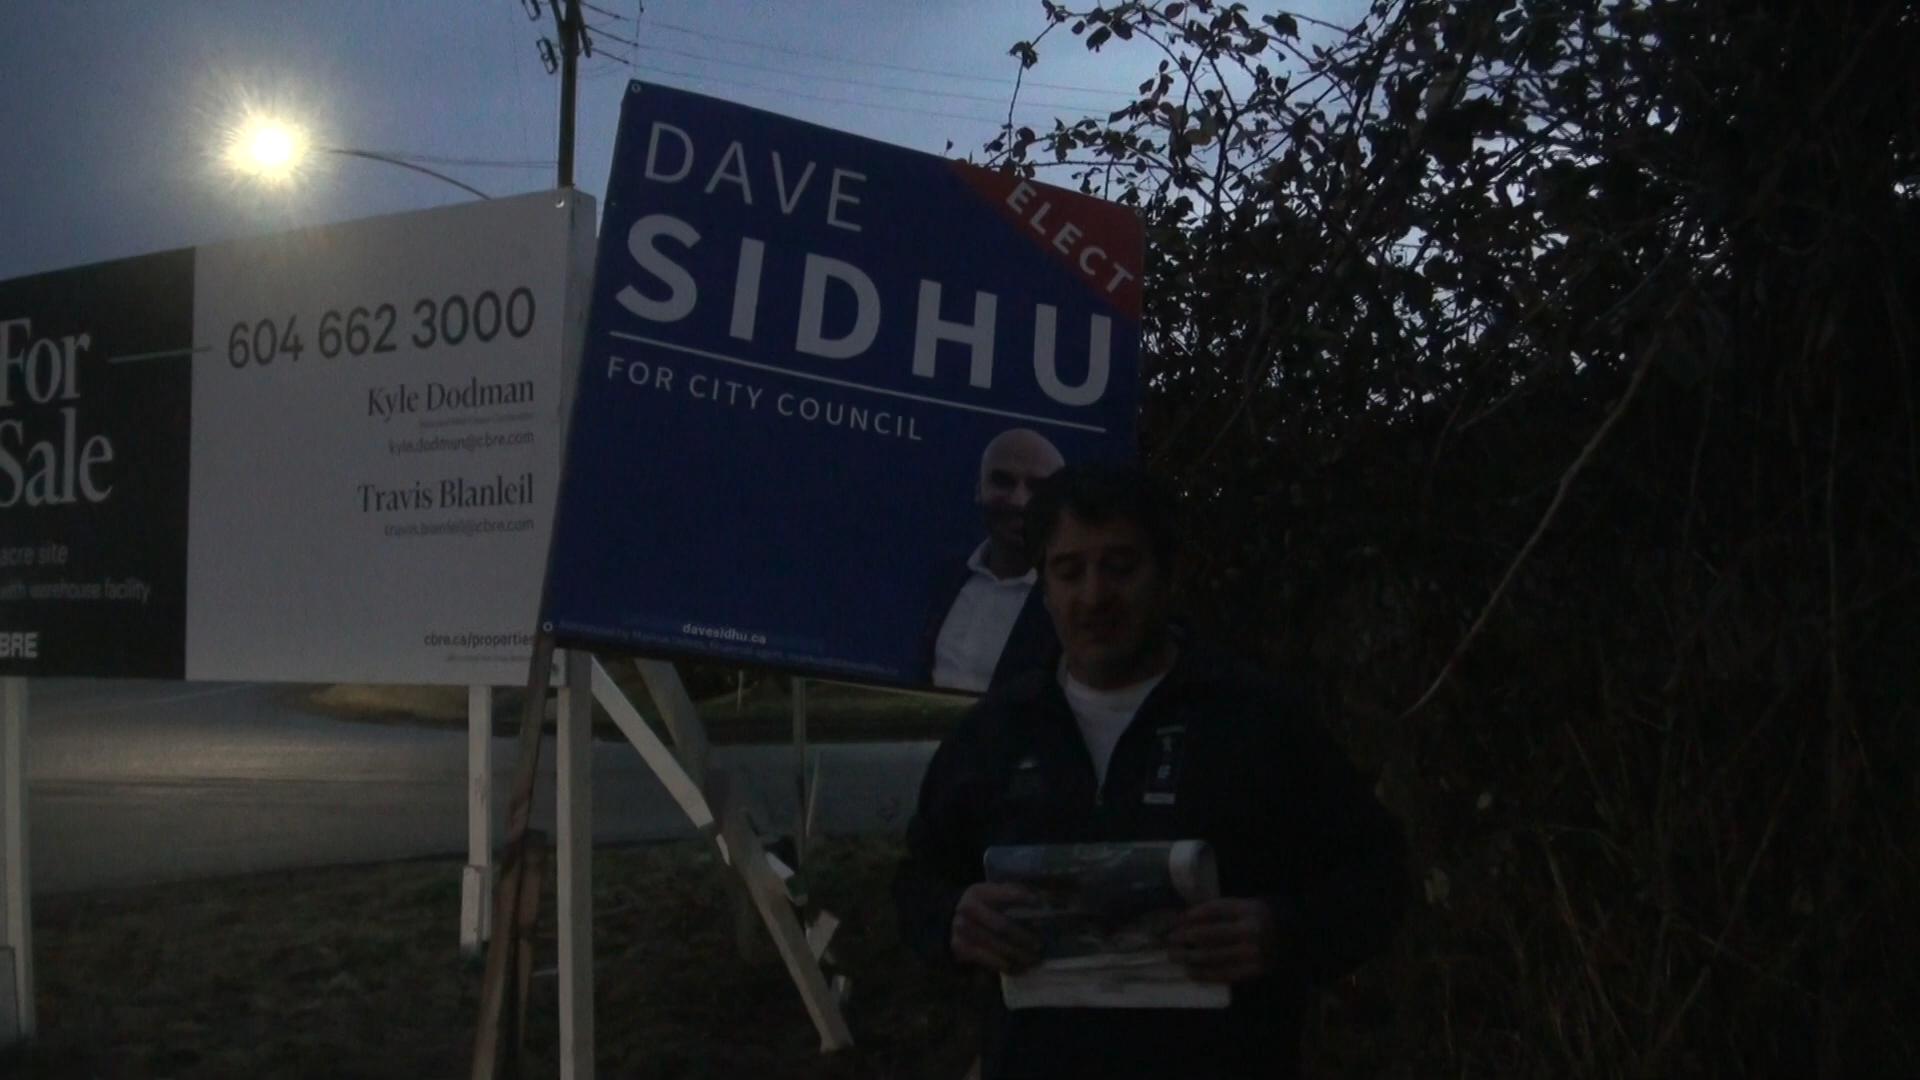 For
Sale
acre site
with warehouse facility
BRE
604 662 3000
Kyle Dodman
kyle.dodman@cbre.com
Travis Blanleil
travis.blanleil@cbre.com
cbre.ca/properties
DAVE
SIDHU
ELECT
FOR CITY COUNCIL
davesidhu.ca